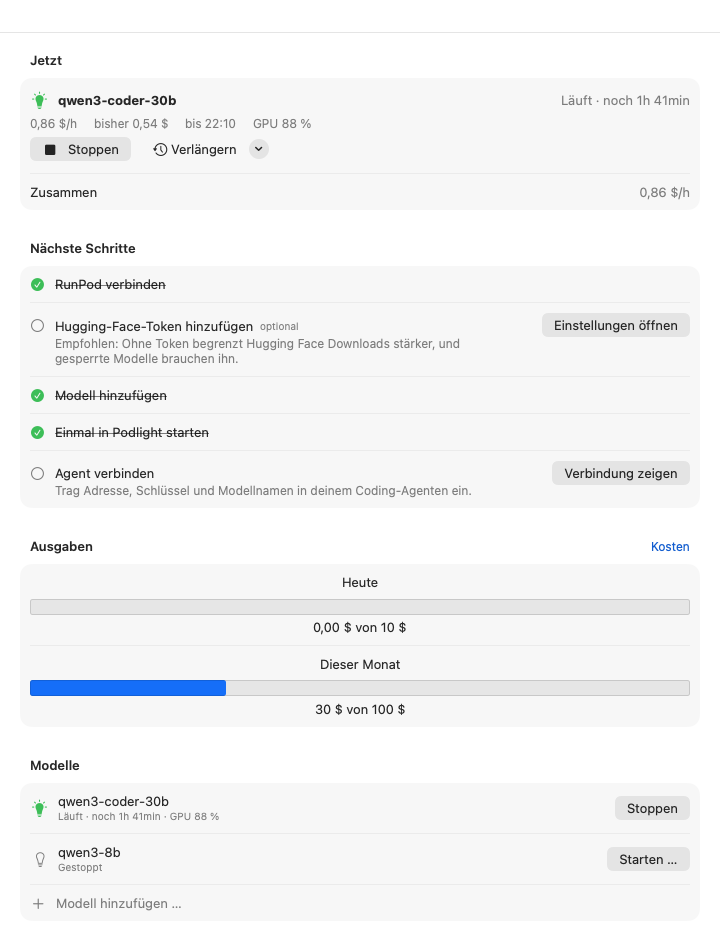 Jetzt
qwen3-coder-30b
Läuft · noch 1h 41min
0,86 $/h bisher 0,54 $ bis 22:10 GPU 88 %
Stoppen Verlängern
Zusammen
0,86 $/h
Nächste Schritte
RunPod verbinden
Hugging-Face-Token hinzufügen optional
Empfohlen: Ohne Token begrenzt Hugging Face Downloads stärker, und
gesperrte Modelle brauchen ihn.
Einstellungen öffnen
Modell hinzufügen
Einmal in Podlight starten
Agent verbinden
Trag Adresse, Schlüssel und Modellnamen in deinem Coding-Agenten ein.
Verbindung zeigen
Ausgaben
Kosten
Heute
0,00 $ von 10 $
Dieser Monat
30 $ von 100 $
Modelle
qwen3-coder-30b
Läuft · noch 1h 41min · GPU 88 %
Stoppen
qwen3-8b
Gestoppt
Starten ...
Modell hinzufügen ...